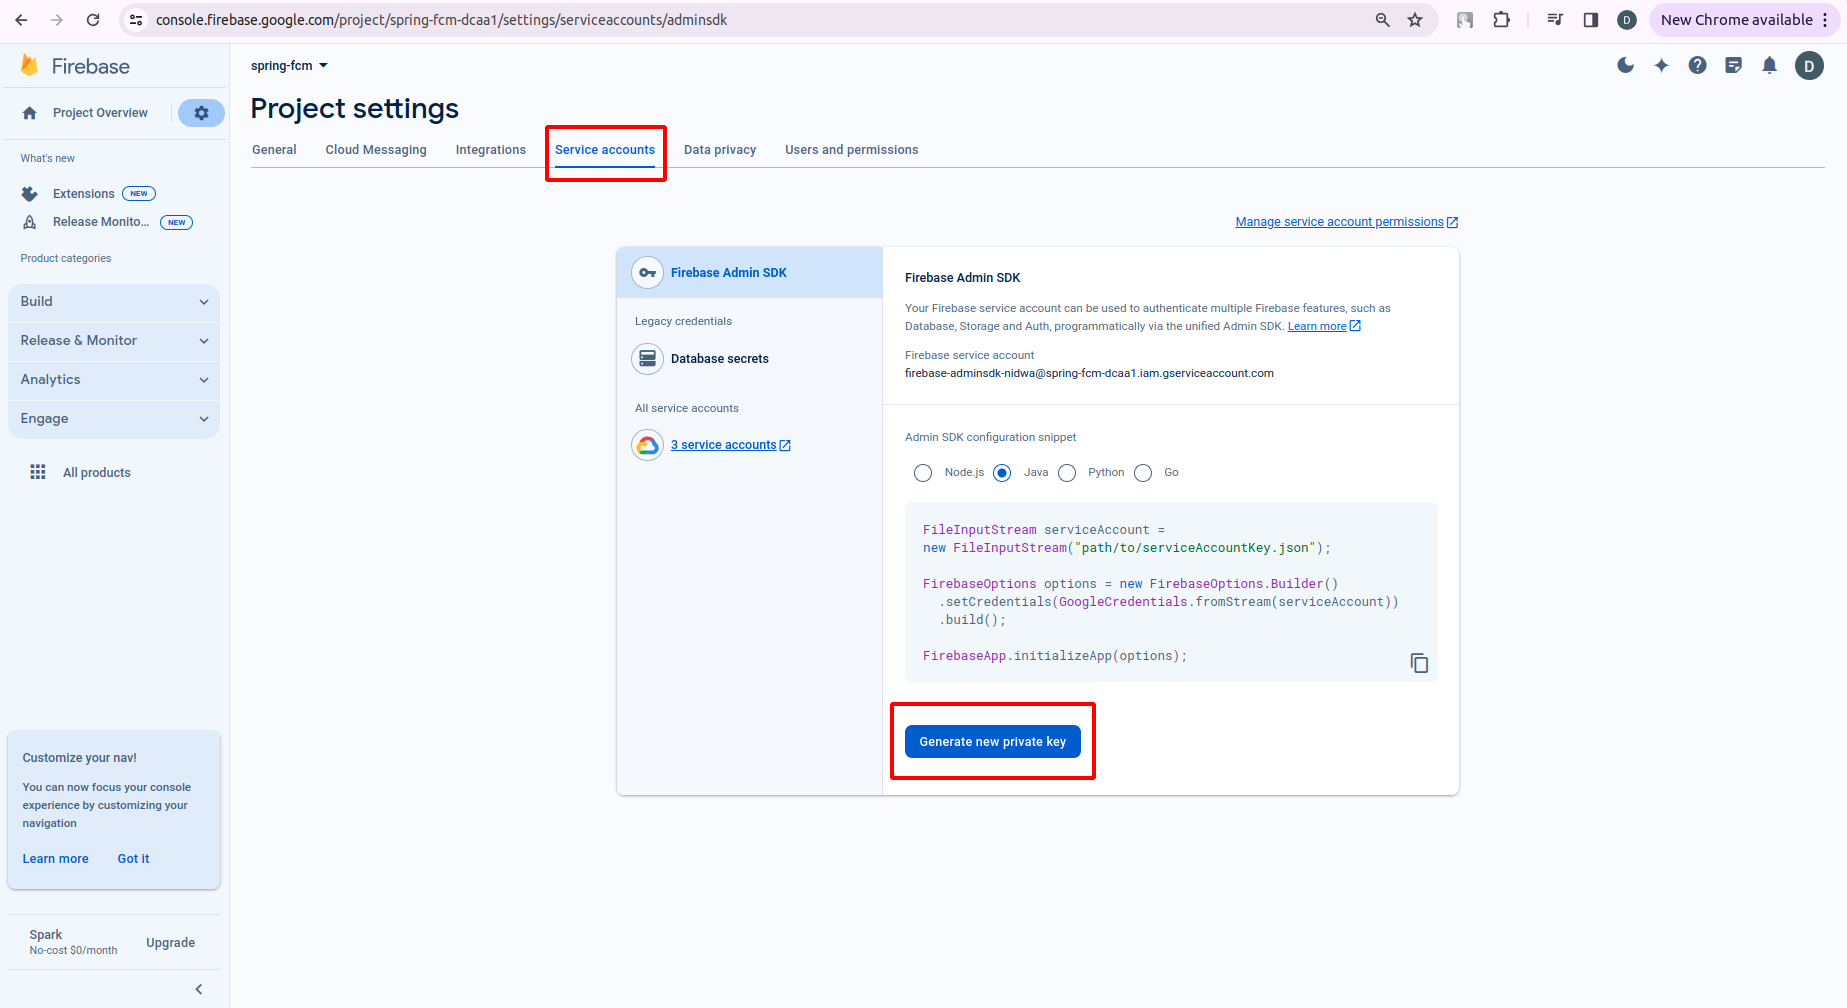 console.firebase.google.com/project/spring-fcm-dcaa1/settings/serviceaccounts/adminsdk
D
New Chrome available
Firebase
spring-fcm
D
Project Overview
Project settings
General
Cloud Messaging
Integrations
Service accounts
Data privacy
Users and permissions
What's new
Extensions NEW
Release Monito... NEW
Product categories
Build
Release & Monitor
Analytics
Engage
All products
Manage service account permissions
Firebase Admin SDK
Legacy credentials
Database secrets
All service accounts
3 service accounts
Firebase Admin SDK
Your Firebase service account can be used to authenticate multiple Firebase features, such as
Database, Storage and Auth, programmatically via the unified Admin SDK. Learn more
Firebase service account
firebase-adminsdk-nidwa@spring-fcm-dcaa1.iam.gserviceaccount.com
Admin SDK configuration snippet
Node.js
Java
Python
Go
FileInputStream serviceAccount =
new FileInputStream("path/to/serviceAccountKey.json");
FirebaseOptions options = new FirebaseOptions.Builder()
.setCredentials(GoogleCredentials.fromStream(serviceAccount))
.build();
FirebaseApp.initializeApp(options);
Generate new private key
Customize your nav!
You can now focus your console
experience by customizing your
navigation
Learn more
Got it
Spark
No-cost $0/month
Upgrade